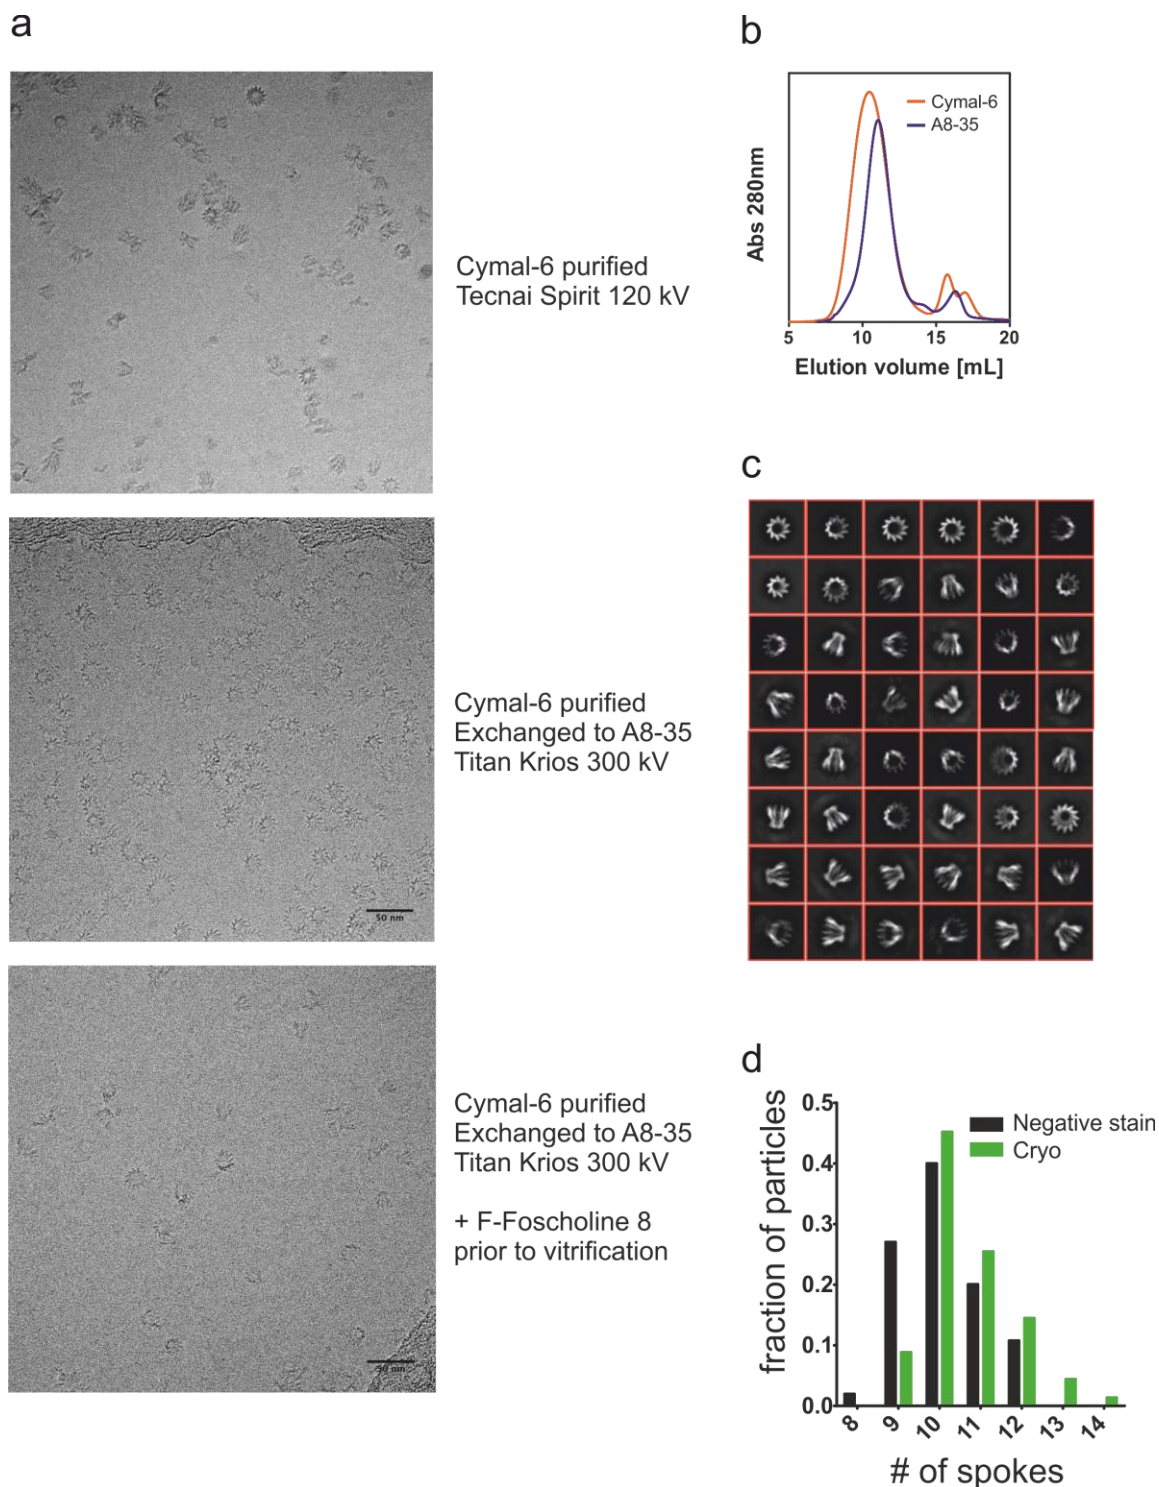 a
Cymal-6 purified
Tecnai Spirit 120 kV
50 nm
Cymal-6 purified
Exchanged to A8-35
Titan Krios 300 kV
50 nm
Cymal-6 purified
Exchanged to A8-35
Titan Krios 300 kV
+ F-Foscholine 8
prior to vitrification
b
Cymal-6
A8-35
Abs 280nm
5 10 15 20
Elution volume [mL]
c
d
Negative stain
Cryo
fraction of particles
0.5
0.4
0.3
0.2
0.1
0.0
8 9 10 11 12 13 14
# of spokes